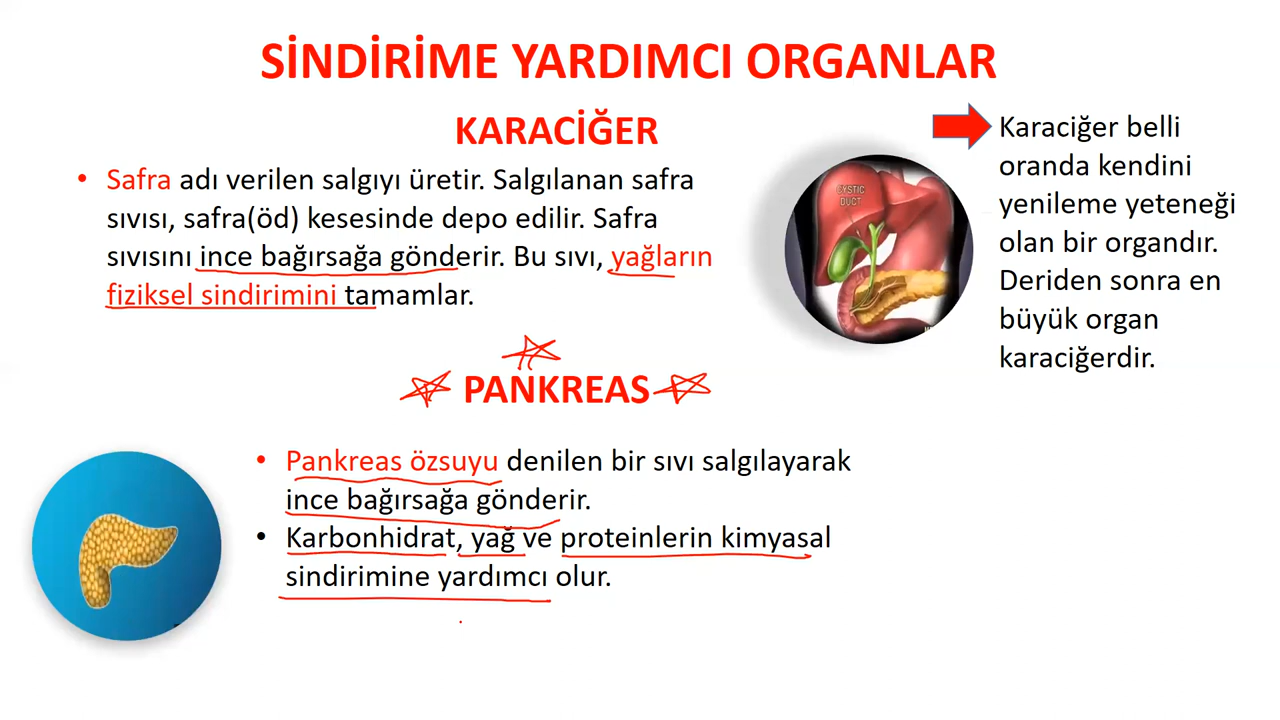 SİNDİRİME YARDIMCI ORGANLAR
KARACİĞER
• Safra adı verilen salgıyı üretir. Salgılanan safra
sıvısı, safra(öd) kesesinde depo edilir. Safra
sıvısını ince bağırsağa gönderir. Bu sıvı, yağların
fiziksel sindirimini tamamlar.
CYSTIC
DUCT
Karaciğer belli
oranda kendini
yenileme yeteneği
olan bir organdır.
Deriden sonra en
büyük organ
karaciğerdir.
PANKREAS
• Pankreas özsuyu denilen bir sıvı salgılayarak
ince bağırsağa gönderir.
• Karbonhidrat, yağ ve proteinlerin kimyasal
sindirimine yardımcı olur.